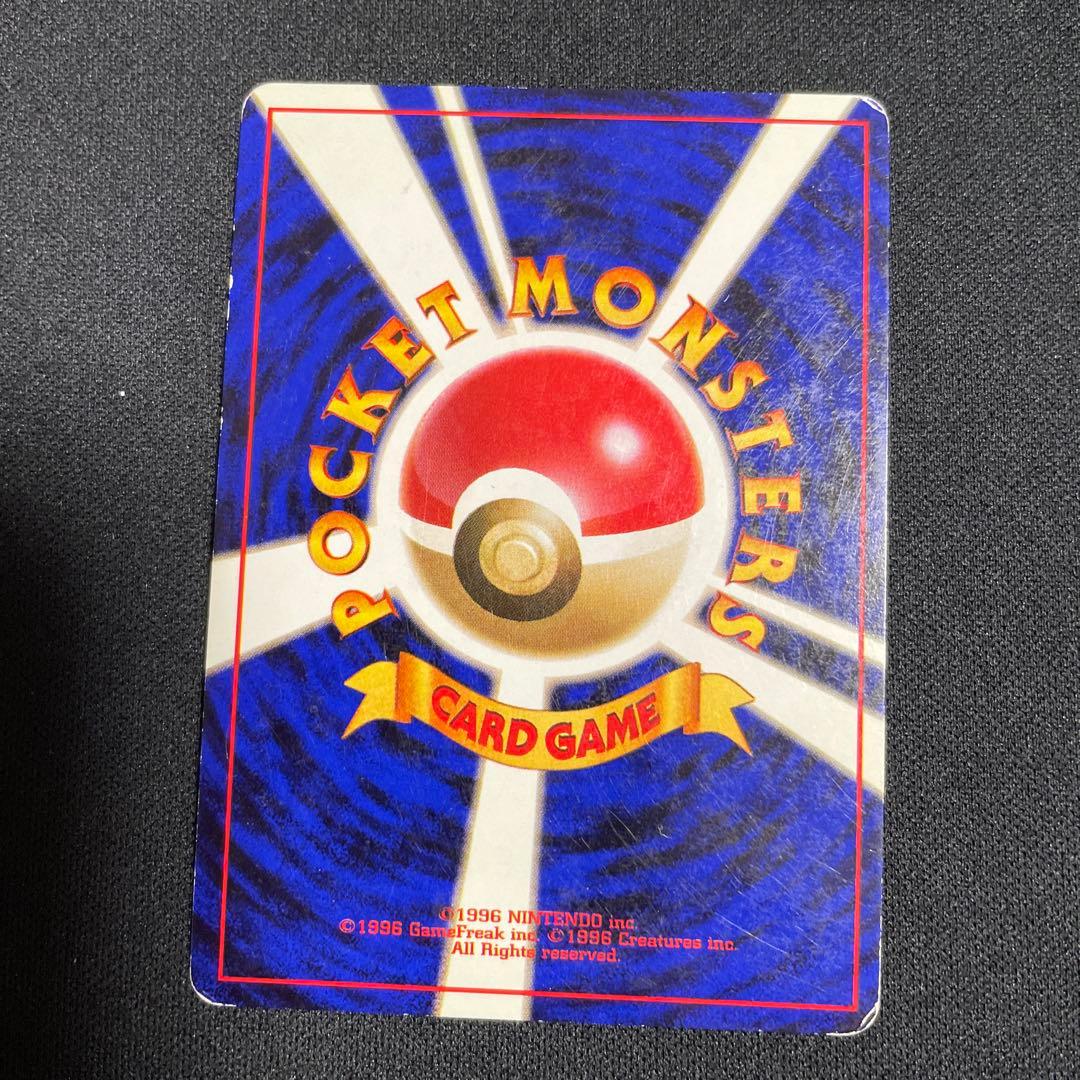 POCKET MONSTERS
CARD GAME
©1996 NINTENDO inc.
©1996 GameFreak inc. ©1996 Creatures inc.
All Rights reserved.